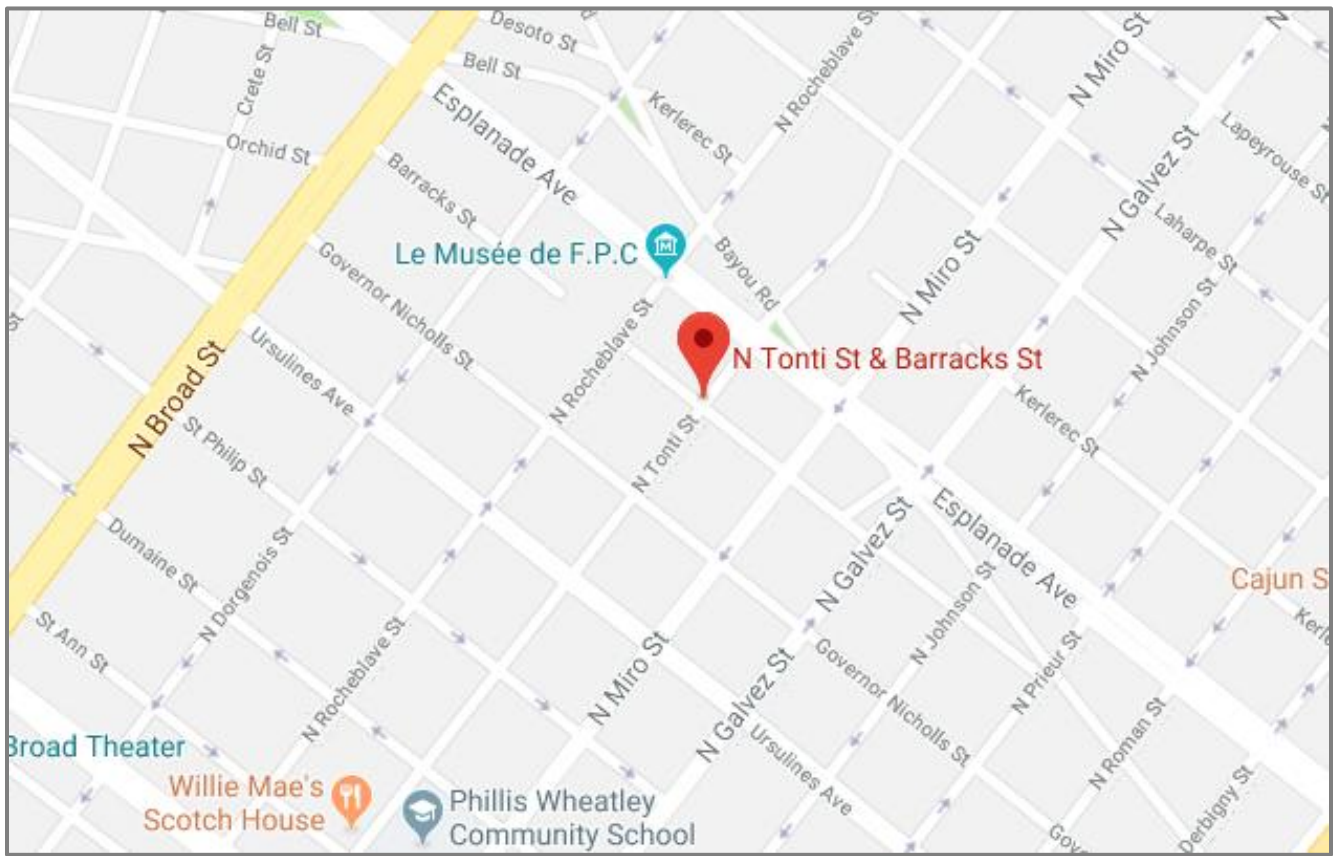 Bell St
Desoto St
Bell St
Crete St
Orchid St
Esplanade Ave
Kerlerec St
N Rocheblave St
N Miro St
Lapeyrouse St
N Galvez St
Laharpe St
Barracks St
Le Musée de F.P.C
Bayou Rd
Governor Nicholls St
N Miro St
N Johnson St
N Rocheblave St
Ursulines Ave
N Broad St
N Tonti St & Barracks St
Kerlerec St
St Philip St
N Tonti St
Esplanade Ave
N Galvez St
Dumaine St
N Dorgenois St
Cajun S
N Johnson St
St Ann St
N Rocheblave St
N Miro St
N Prieur St
Governor Nicholls St
N Galvez St
Ursulines Ave
N Roman St
Derbigny St
Broad Theater
Willie Mae's
Scotch House
Phillis Wheatley
Community School